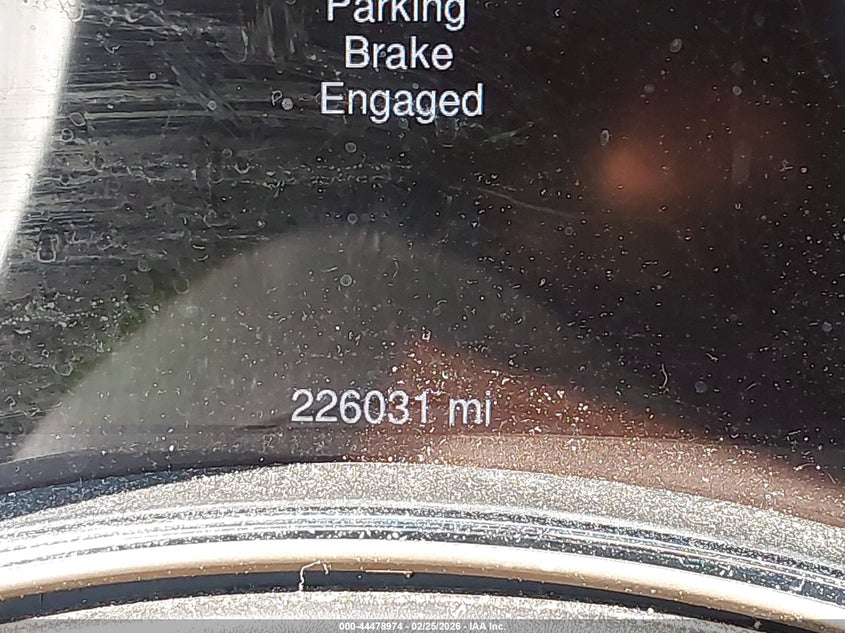 Parking
Brake
Engaged
226031 mi
000-44478974 | 02/25/2026 - IAA Inc.